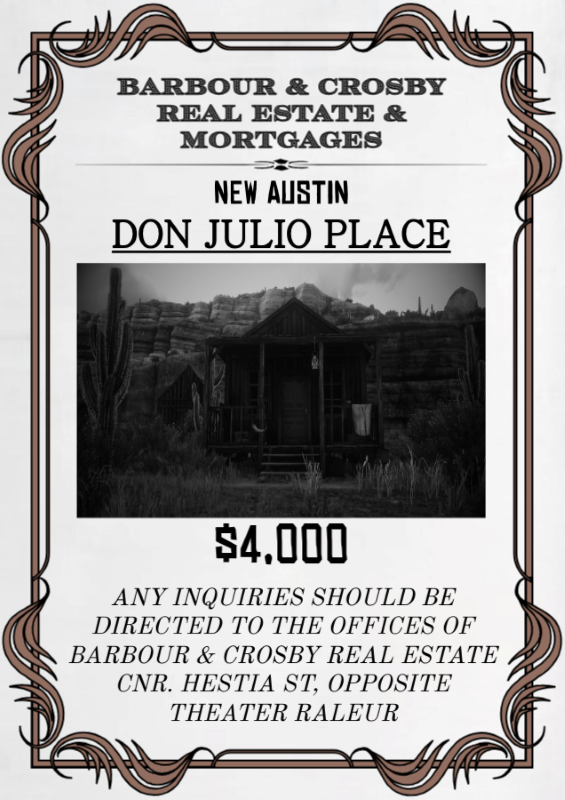 BARBOUR & CROSBY
REAL ESTATE &
MORTGAGES
NEW AUSTIN
DON JULIO PLACE
$4,000
ANY INQUIRIES SHOULD BE
DIRECTED TO THE OFFICES OF
BARBOUR & CROSBY REAL ESTATE
CNR. HESTIA ST, OPPOSITE
THEATER RALEUR